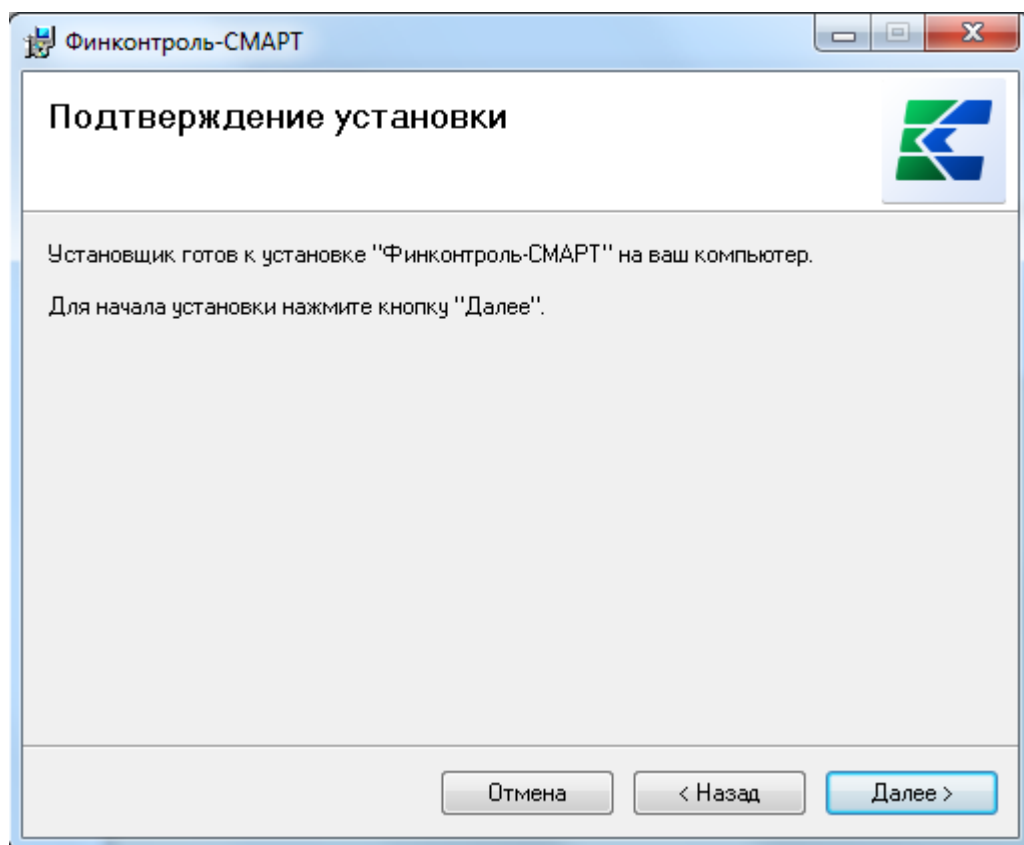 Финконтроль-СМАРТ
Подтверждение установки
Установщик готов к установке "Финконтроль-СМАРТ" на ваш компьютер.
Для начала установки нажмите кнопку "Далее".
Отмена
< Назад
Далее >